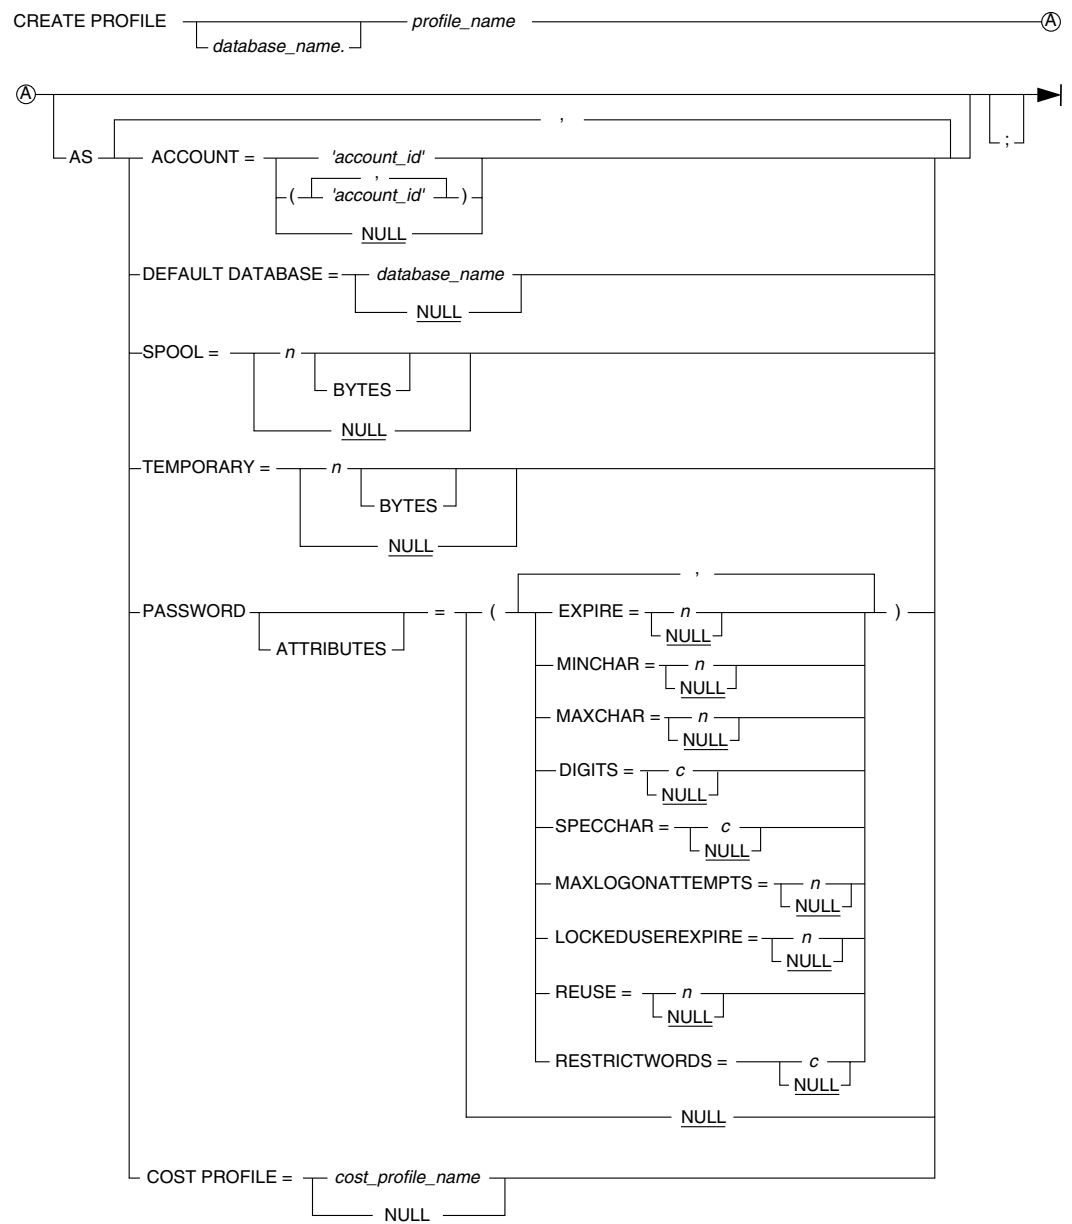 CREATE PROFILE profile_name A
database_name.
A
,
AS ACCOUNT = 'account_id' ;
,
( 'account_id' )
NULL
DEFAULT DATABASE = database_name
NULL
SPOOL = n
BYTES
NULL
TEMPORARY = n
BYTES
NULL
,
PASSWORD = ( EXPIRE = n )
NULL
ATTRIBUTES
MINCHAR = n
NULL
MAXCHAR = n
NULL
DIGITS = c
NULL
SPECCHAR = c
NULL
MAXLOGONATTEMPTS = n
NULL
LOCKEDUSEREXPIRE = n
NULL
REUSE = n
NULL
RESTRICTWORDS = c
NULL
NULL
COST PROFILE = cost_profile_name
NULL